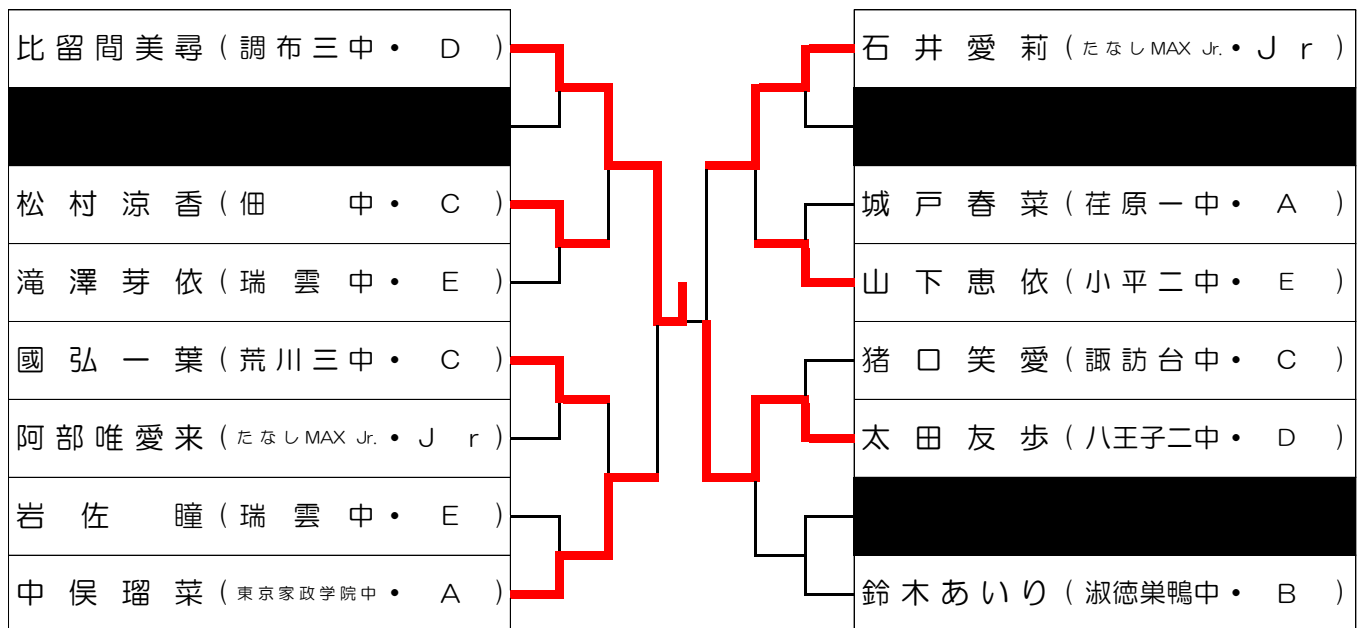 比留間美尋（調布三中・ D ）
松村涼香（佃 中・ C ）
滝澤芽依（瑞雲中・ E ）
國弘一葉（荒川三中・ C ）
阿部唯愛来（たなしMAX Jr.・Jr）
岩佐 瞳（瑞雲中・ E ）
中俣瑠菜（東京家政学院中・ A ）
石井愛莉（たなしMAX Jr.・Jr）
城戸春菜（荏原一中・ A ）
山下恵依（小平二中・ E ）
猪口笑愛（諏訪台中・ C ）
太田友歩（八王子二中・ D ）
鈴木あいり（淑徳巣鴨中・ B ）